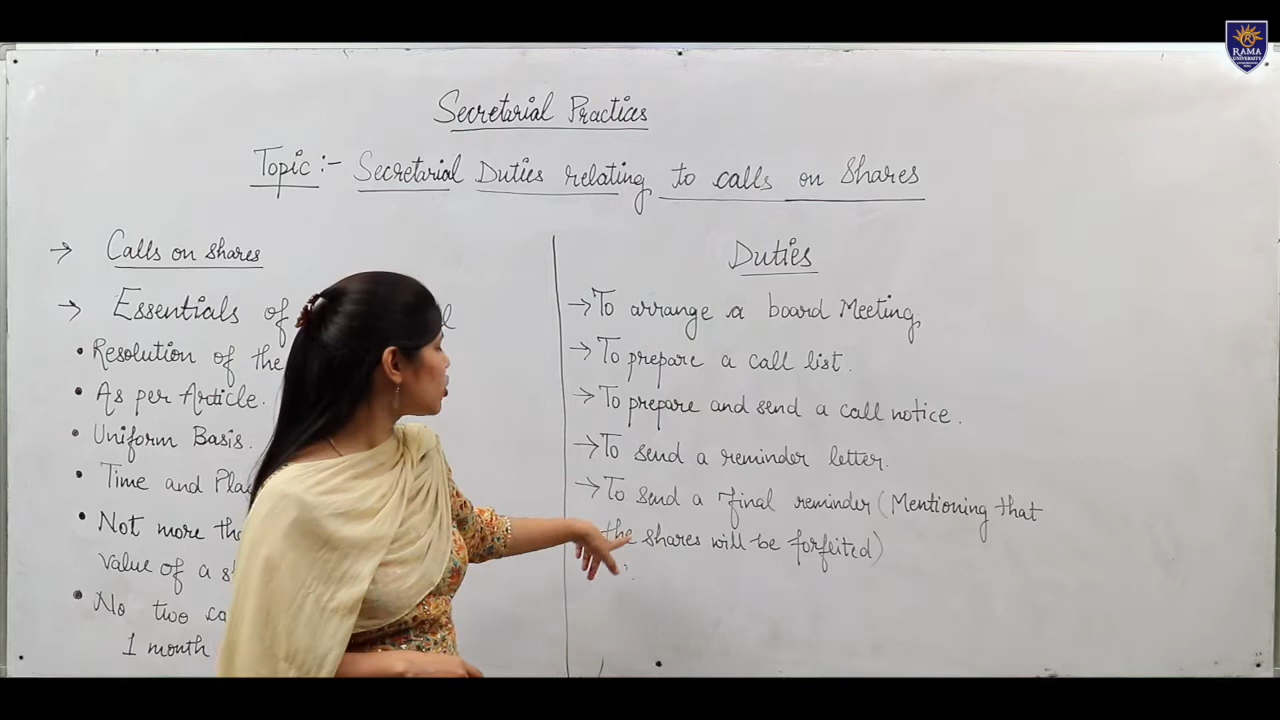 RAMA
UNIVERSITY
Secretarial Practices
Topic:- Secretarial Duties relating to calls on Shares
→ Calls on shares
→ Essentials of
• Resolution of the
• As per Article.
• Uniform Basis.
• Time and
• Not more
value of a
• No two
1 month
Duties
→ To arrange a board Meeting.
→ To prepare a call list.
→ To prepare and send a call notice.
→ To send a reminder letter.
→ To send a final reminder (Mentioning that
the shares will be forfeited)